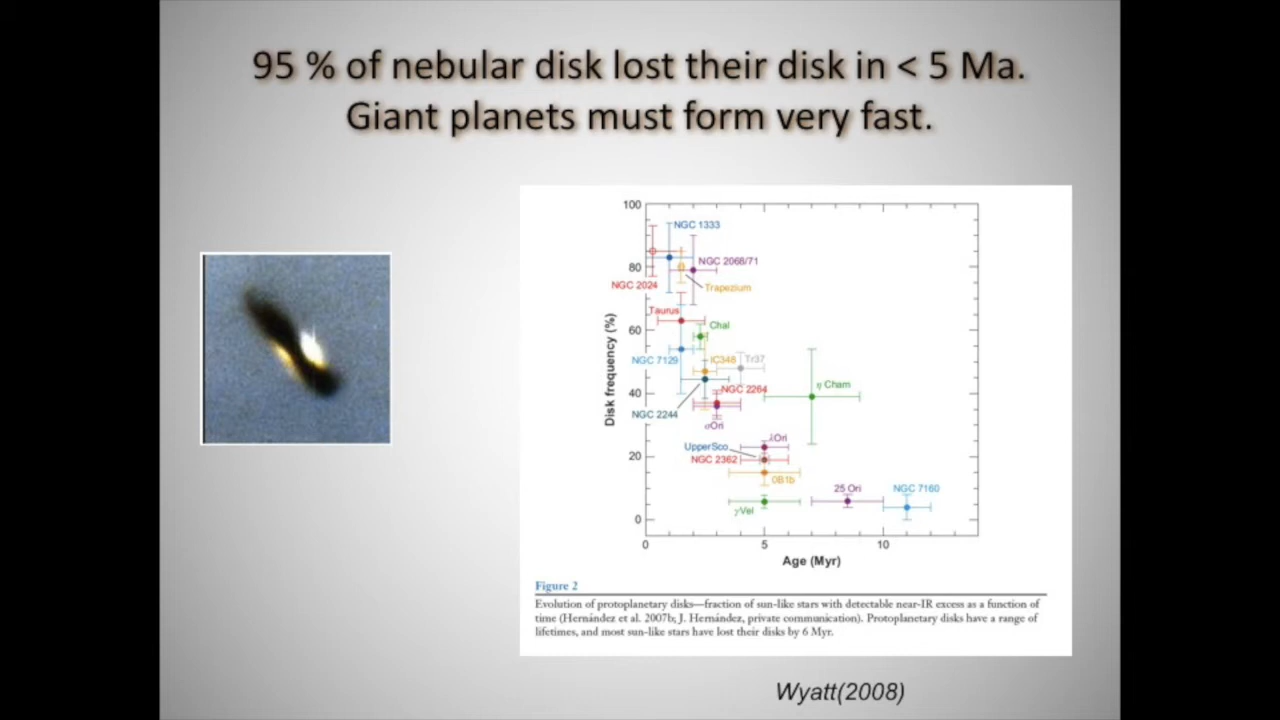 95 % of nebular disk lost their disk in < 5 Ma.
Giant planets must form very fast.
100
80
60
40
20
0
Disk frequency (%)
NGC 1333
NGC 2068/71
NGC 2024
Trapezium
Taurus
Chal
NGC 7129
IC348
Tr37
NGC 2264
η Cham
NGC 2244
σOri
λOri
UpperSco
NGC 2362
0B1b
25 Ori
NGC 7160
γVel
0
5
10
Age (Myr)
Figure 2
Evolution of protoplanetary disks—fraction of sun-like stars with detectable near-IR excess as a function of
time (Hernández et al. 2007b; J. Hernández, private communication). Protoplanetary disks have a range of
lifetimes, and most sun-like stars have lost their disks by 6 Myr.
Wyatt(2008)